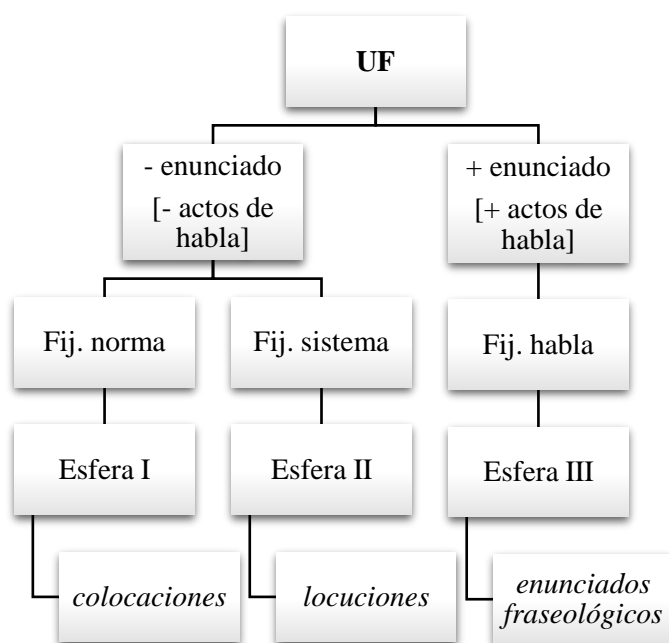 UF
- enunciado
[- actos de
habla]
+ enunciado
[+ actos de
habla]
Fij. norma
Fij. sistema
Fij. habla
Esfera I
Esfera II
Esfera III
colocaciones
locuciones
enunciados
fraseológicos